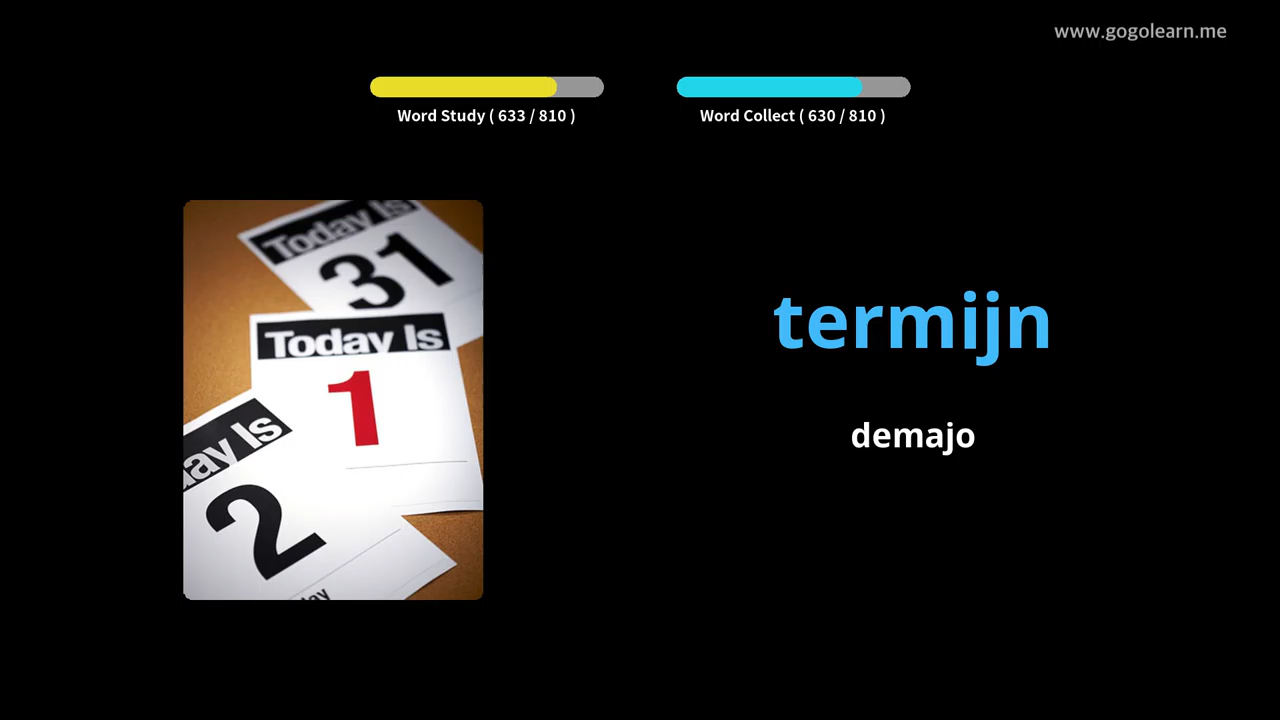 www.gogolearn.me
Word Study ( 633 / 810 )
Word Collect ( 630 / 810 )
Today Is
31
Today Is
1
ay Is
2
termijn
demajo